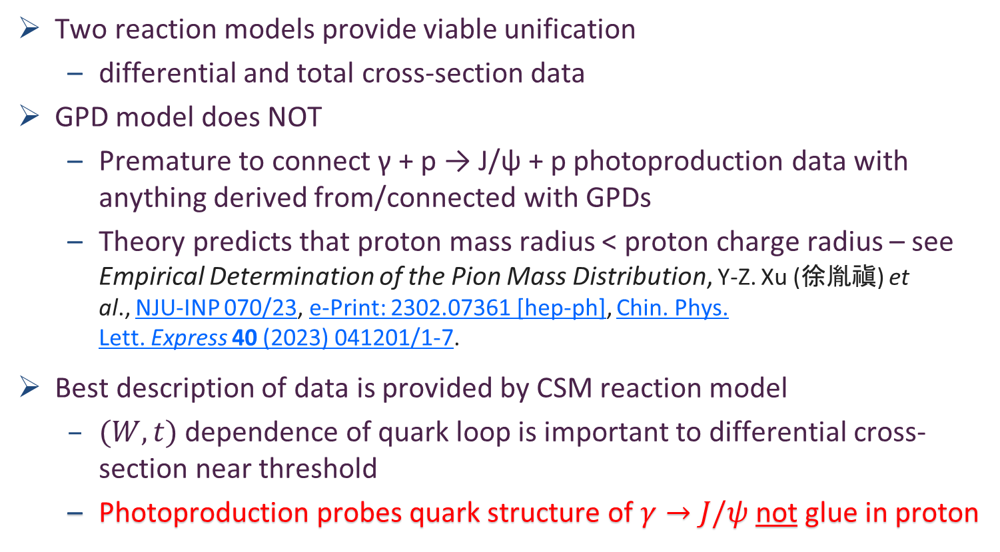 ➢ Two reaction models provide viable unification
– differential and total cross-section data
➢ GPD model does NOT
– Premature to connect γ + p → J/ψ + p photoproduction data with
anything derived from/connected with GPDs
– Theory predicts that proton mass radius < proton charge radius – see
Empirical Determination of the Pion Mass Distribution, Y-Z. Xu (徐胤禛) et
al., NJU-INP 070/23, e-Print: 2302.07361 [hep-ph], Chin. Phys.
Lett. Express 40 (2023) 041201/1-7.
➢ Best description of data is provided by CSM reaction model
– (W, t) dependence of quark loop is important to differential cross-
section near threshold
– Photoproduction probes quark structure of γ → J/ψ not glue in proton